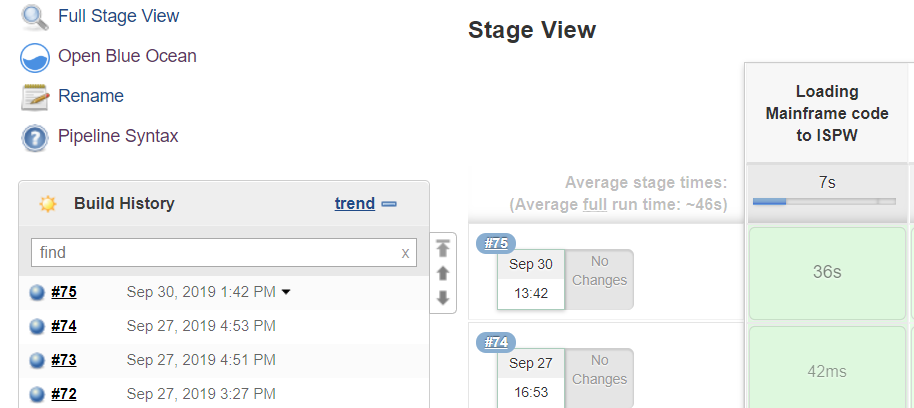 Full Stage View
Open Blue Ocean
Rename
Pipeline Syntax
Build History
trend
find
x
#75
Sep 30, 2019 1:42 PM
#74
Sep 27, 2019 4:53 PM
#73
Sep 27, 2019 4:51 PM
#72
Sep 27, 2019 3:27 PM
Stage View
Loading
Mainframe code
to ISPW
Average stage times:
(Average full run time: ~46s)
7s
#75
Sep 30
13:42
No
Changes
36s
#74
Sep 27
16:53
No
Changes
42ms